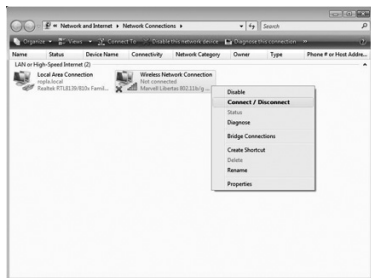 « Network and Internet ▸ Network Connections ▸
Search
Organize Views Connect To Disable this network device Diagnose this connection »
Name Status Device Name Connectivity Network Category Owner Type Phone # or Host Addre...
LAN or High-Speed Internet (2)
Local Area Connection
ropla.local
Realtek RTL8139/810x Famil...
Wireless Network Connection
Not connected
Marvell Libertas 802.11b/g ...
Disable
Connect / Disconnect
Status
Diagnose
Bridge Connections
Create Shortcut
Delete
Rename
Properties